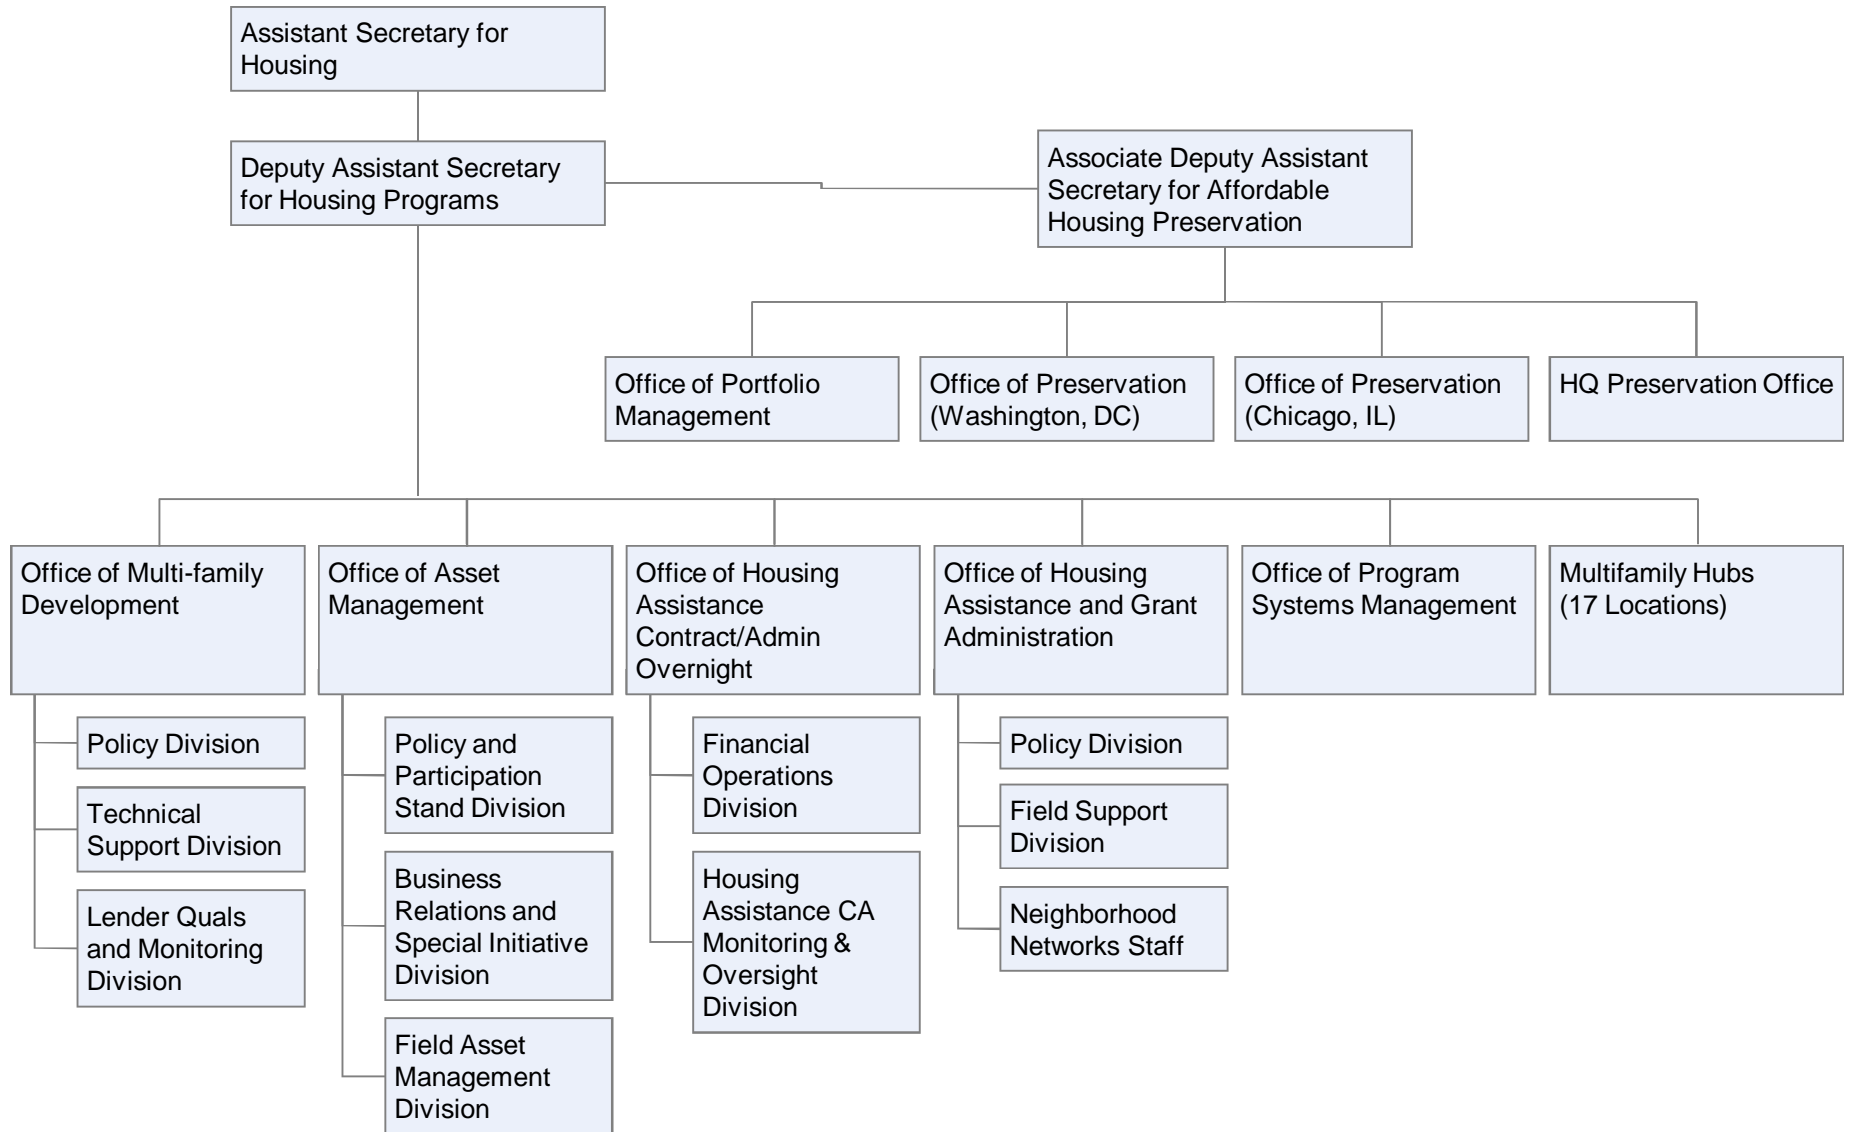 Assistant Secretary for
Housing
Deputy Assistant Secretary
for Housing Programs
Associate Deputy Assistant
Secretary for Affordable
Housing Preservation
Office of Portfolio
Management
Office of Preservation
(Washington, DC)
Office of Preservation
(Chicago, IL)
HQ Preservation Office
Office of Multi-family
Development
Office of Asset
Management
Office of Housing
Assistance
Contract/Admin
Overnight
Office of Housing
Assistance and Grant
Administration
Office of Program
Systems Management
Multifamily Hubs
(17 Locations)
Policy Division
Technical
Support Division
Lender Quals
and Monitoring
Division
Policy and
Participation
Stand Division
Business
Relations and
Special Initiative
Division
Field Asset
Management
Division
Financial
Operations
Division
Housing
Assistance CA
Monitoring &
Oversight
Division
Policy Division
Field Support
Division
Neighborhood
Networks Staff